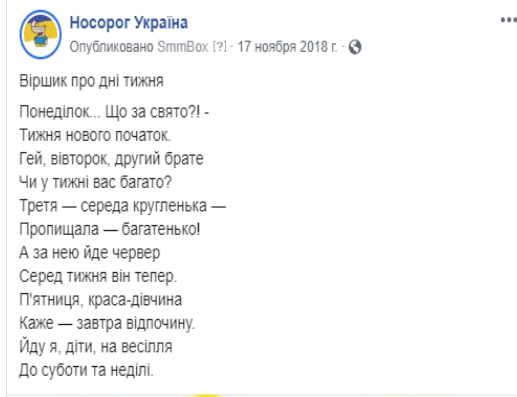 Носорог Україна
Опубликовано SmmBox [?] · 17 ноября 2018 г. ·
Віршик про дні тижня
Понеділок... Що за свято?! -
Тижня нового початок.
Гей, вівторок, другий брате
Чи у тижні вас багато?
Третя — середа кругленька —
Пропищала — багатенько!
А за нею йде червер
Серед тижня він тепер.
П'ятниця, краса-дівчина
Каже — завтра відпочину.
Йду я, діти, на весілля
До суботи та неділі.